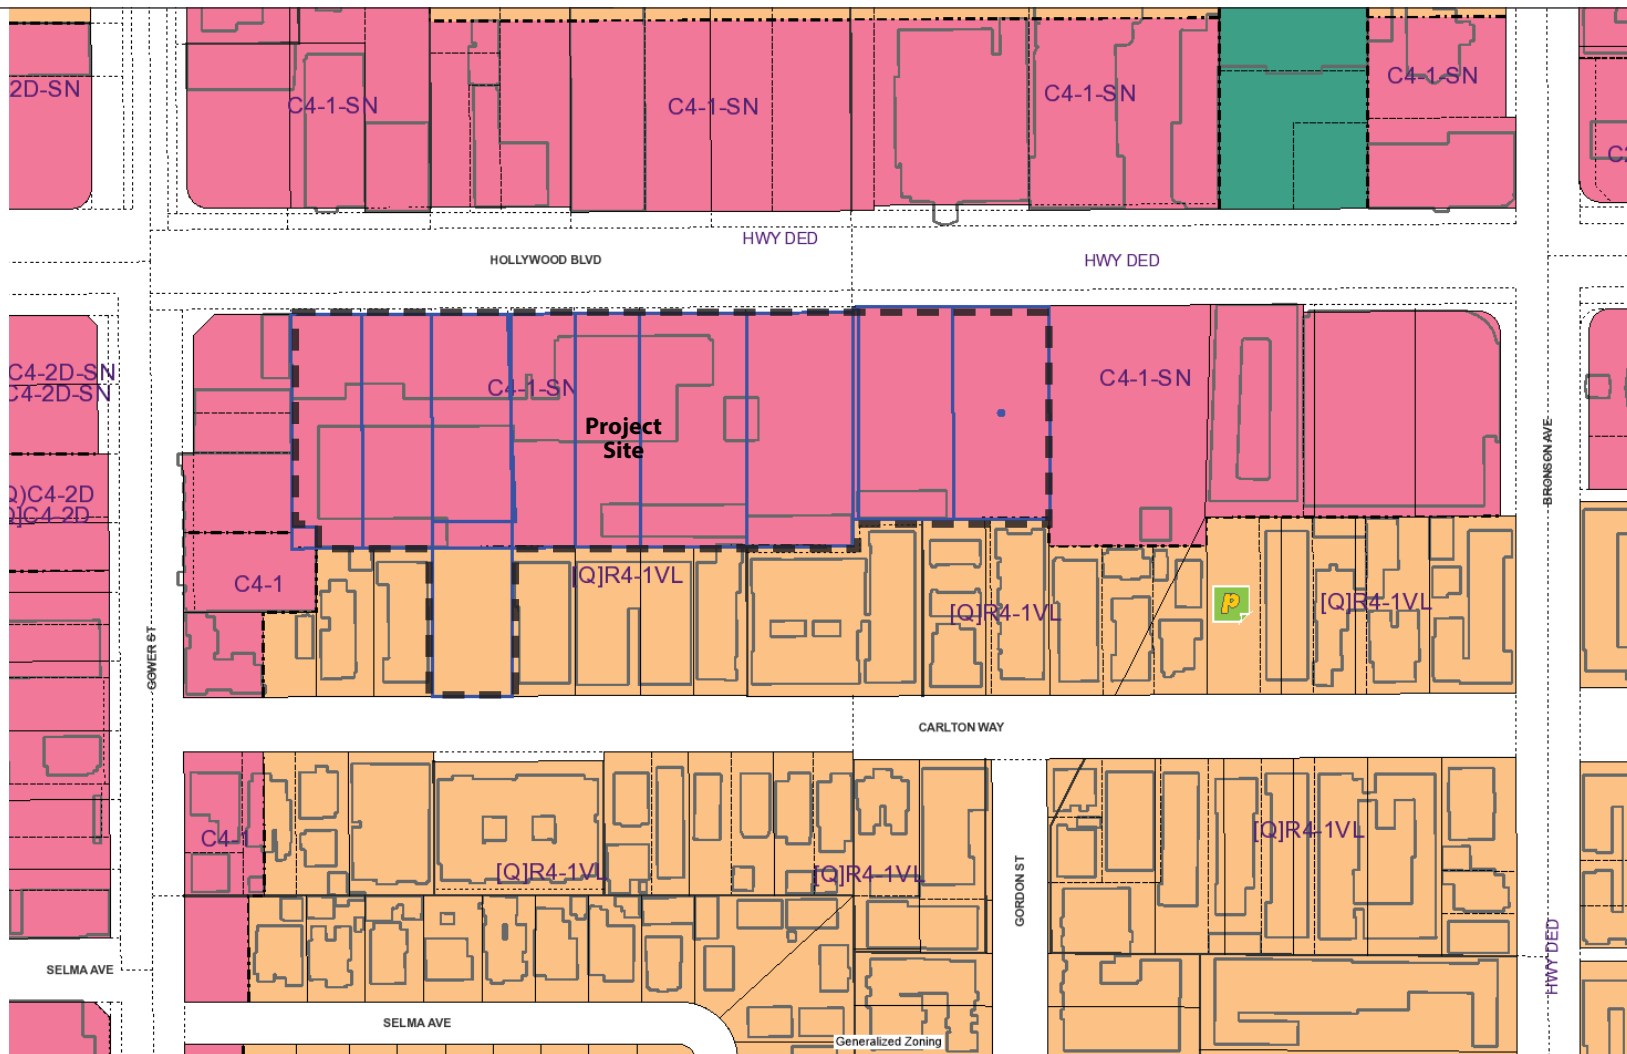 2D-SN
C4-1-SN
C4-1-SN
C4-1-SN
C4-1-SN
HWY DED
HWY DED
HOLLYWOOD BLVD
C4-2D-SN
C4-2D-SN
C4-1-SN
C4-1-SN
Project
Site
BRONSON AVE
C4-2D
C4-2D
C4-1
[Q]R4-1VL
[Q]R4-1VL
[Q]R4-1VL
P
GOWER ST
CARLTON WAY
C4-1
[Q]R4-1VL
[Q]R4-1VL
[Q]R4-1VL
GORDON ST
HWY DED
SELMA AVE
SELMA AVE
Generalized Zoning